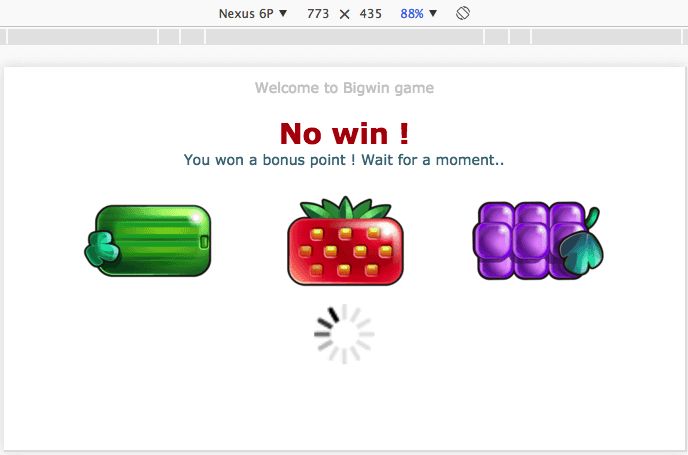 Nexus 6P ▼ 773 × 435 88% ▼
Welcome to Bigwin game
No win !
You won a bonus point ! Wait for a moment..